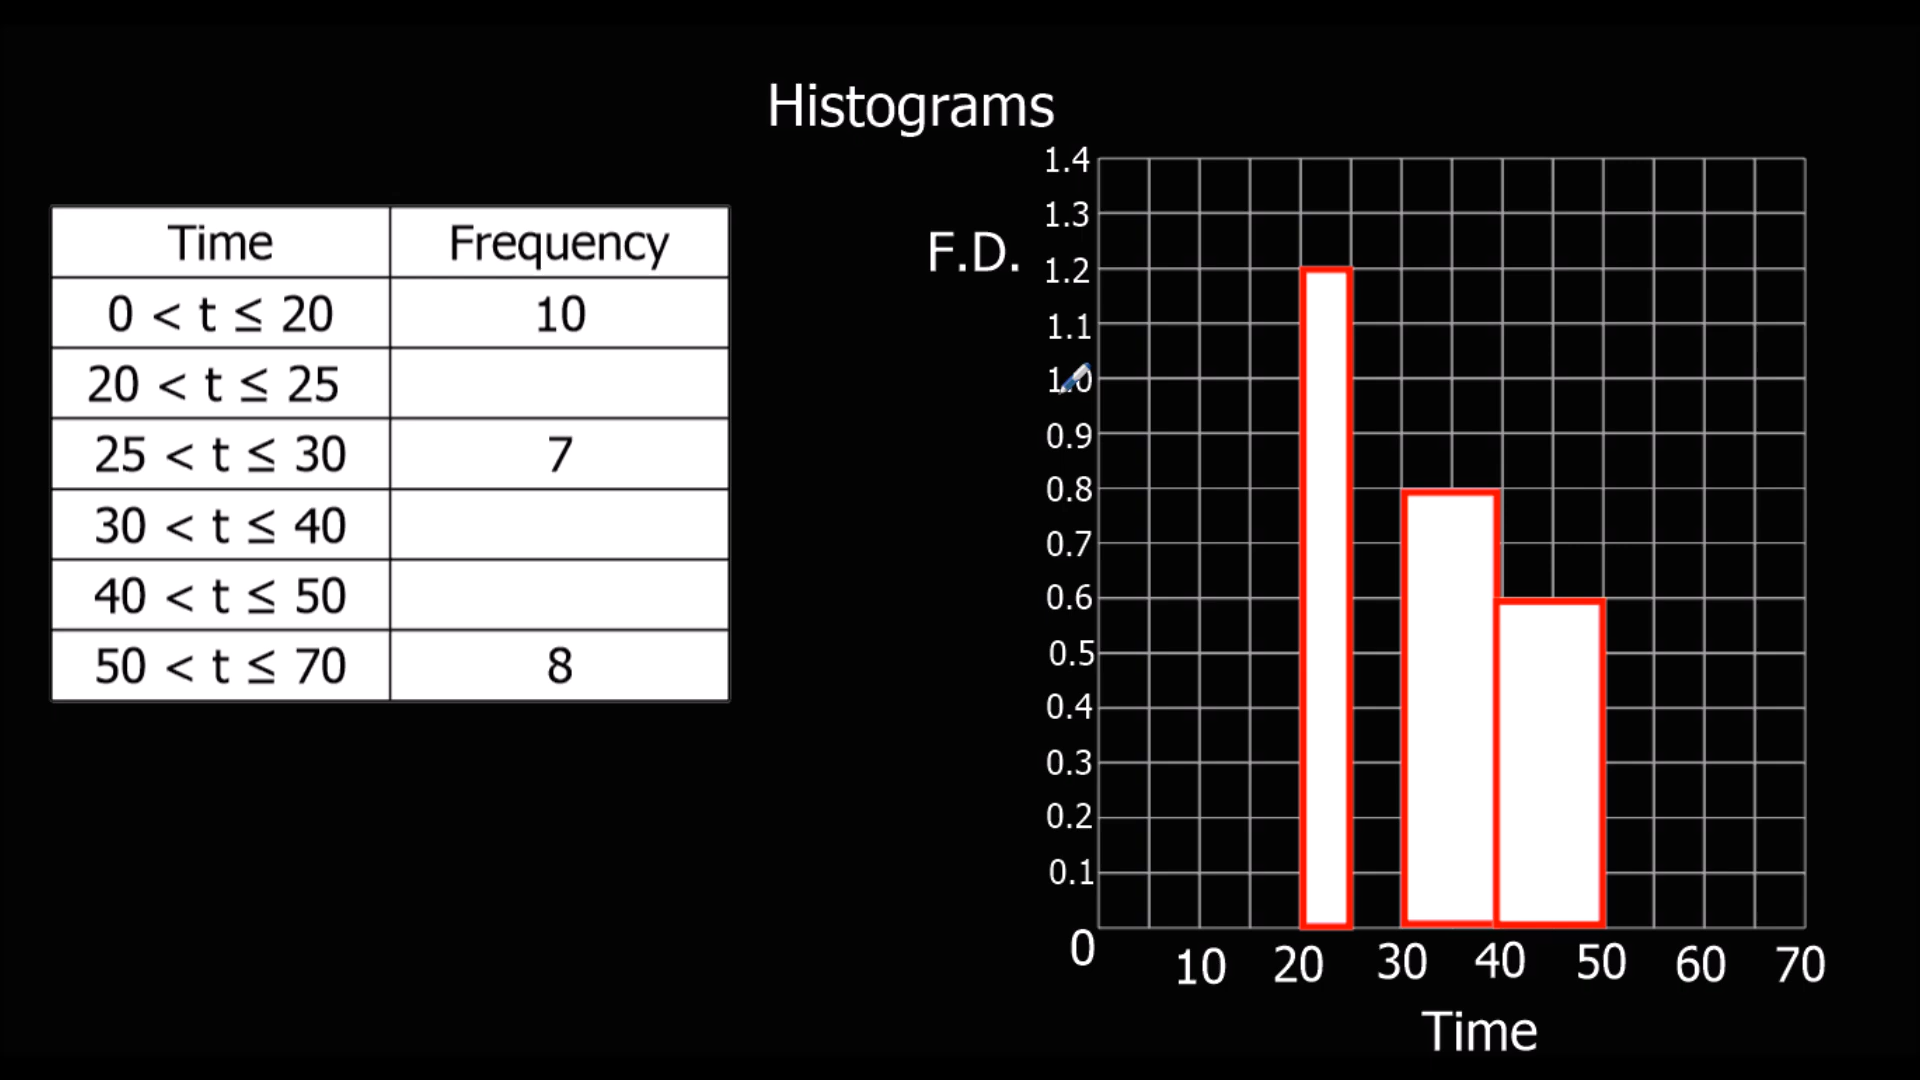 Histograms
Time Frequency
0 < t ≤ 20 10
20 < t ≤ 25
25 < t ≤ 30 7
30 < t ≤ 40
40 < t ≤ 50
50 < t ≤ 70 8
F.D.
1.4
1.3
1.2
1.1
1.0
0.9
0.8
0.7
0.6
0.5
0.4
0.3
0.2
0.1
0 10 20 30 40 50 60 70
Time